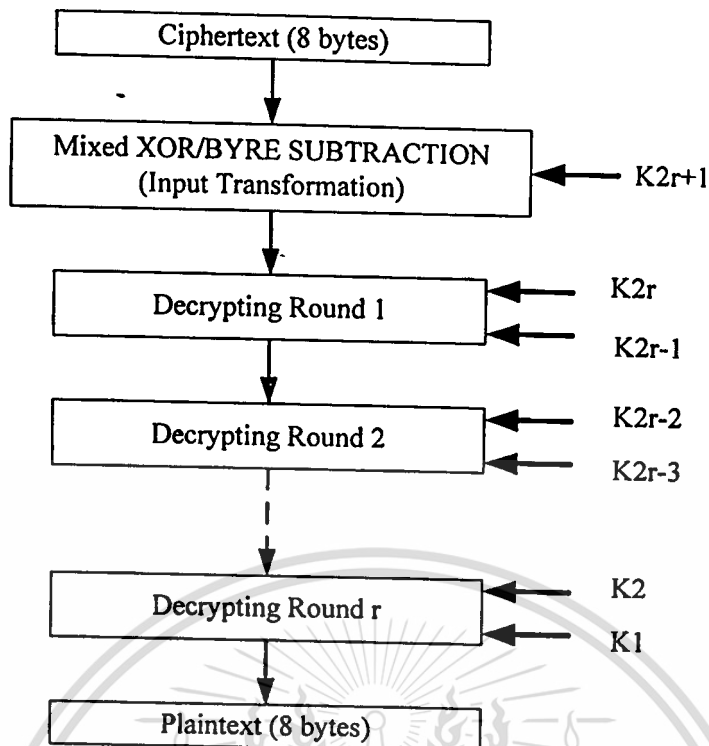 Ciphertext (8 bytes)
Mixed XOR/BYRE SUBTRACTION
(Input Transformation)
K2r+1
Decrypting Round 1
K2r
K2r-1
Decrypting Round 2
K2r-2
K2r-3
Decrypting Round r
K2
K1
Plaintext (8 bytes)